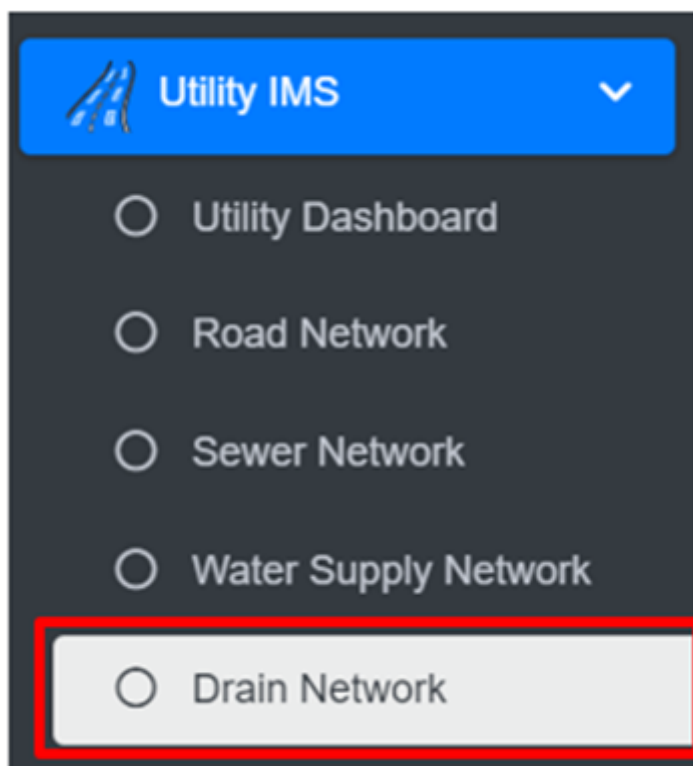 Utility IMS
Utility Dashboard
Road Network
Sewer Network
Water Supply Network
Drain Network